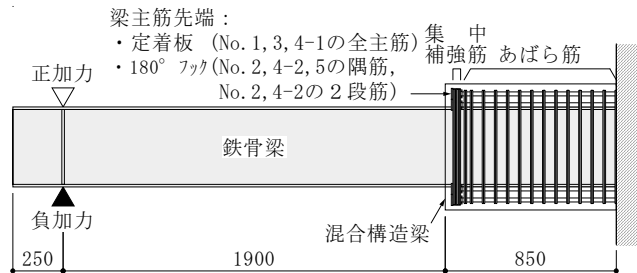 梁主筋先端：
・定着板 (No.1,3,4-1の全主筋)
・180° フック(No.2,4-2,5の隅筋,
No.2,4-2の２段筋)
集　中
補強筋
あばら筋
正加力
鉄骨梁
負加力
混合構造梁
250
1900
850